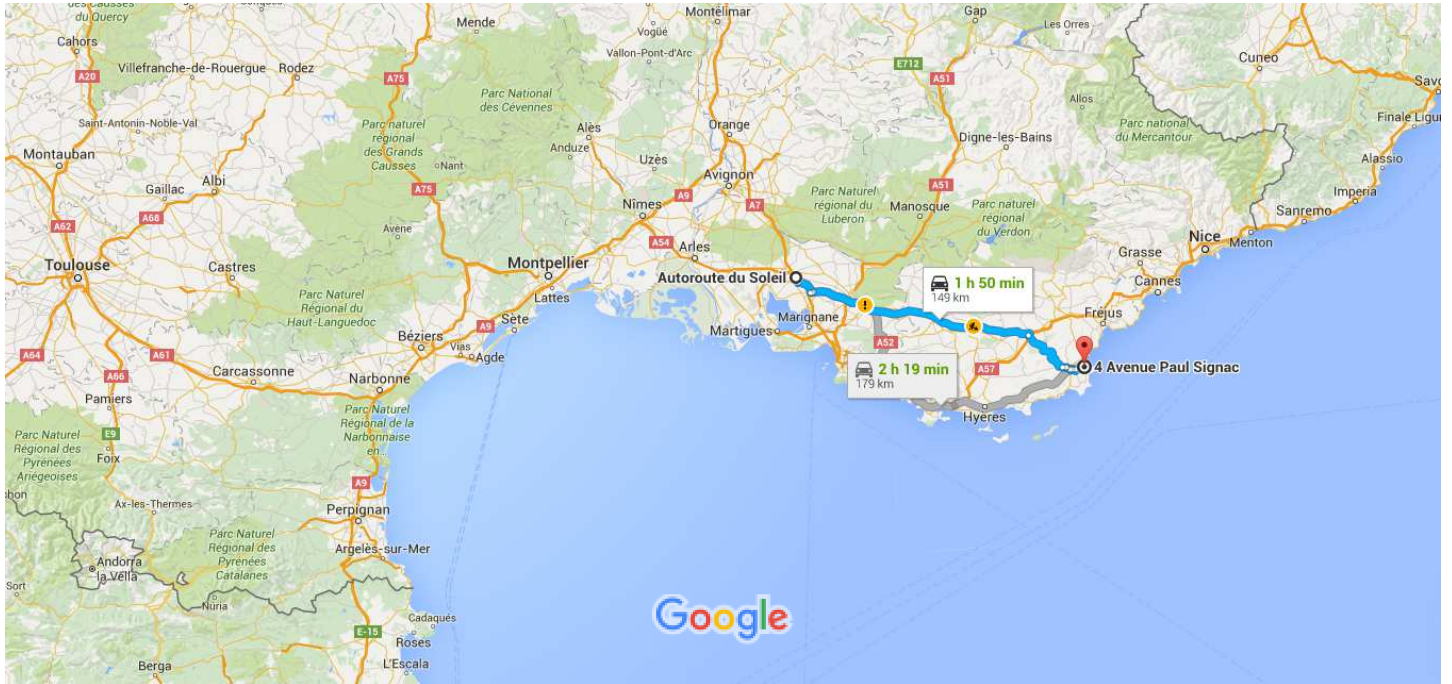 des Causses
du Quercy
Mende
Montélimar
Gap
Les Orres
Cahors
Vogüé
Vallon-Pont-d'Arc
E712
A51
Cuneo
A20
Villefranche-de-Rouergue
Rodez
A75
Parc National
des Cévennes
Allos
Savo
Saint-Antonin-Noble-Val
Parc naturel
régional
des Grands
Causses
Alès
Anduze
Orange
Digne-les-Bains
Parc national
du Mercantour
Finale Ligur
Montauban
Nant
Uzès
Alassio
Gaillac
Albi
A75
A9
Avignon
A51
Imperia
A68
Nîmes
A7
Parc naturel
régional du
Luberon
Manosque
Parc naturel
régional
du Verdon
Sanremo
A62
Avène
A54
Arles
Grasse
Nice
Menton
Toulouse
Castres
Montpellier
Autoroute du Soleil
Cannes
Parc Naturel
Régional du
Haut-Languedoc
Lattes
1 h 50 min
149 km
Béziers
A9
Sète
Marignane
Martigues
Fréjus
A64
A61
Vias
Agde
A52
A66
Carcassonne
Narbonne
2 h 19 min
179 km
A57
4 Avenue Paul Signac
Pamiers
Hyères
Parc Naturel
Régional de la
Narbonnaise
en...
Parc Naturel
Régional des
Pyrénées
Ariégeoises
E9
Foix
A9
Ax-les-Thermes
Perpignan
Parc Naturel
Régional des
Pyrénées
Catalanes
Argelès-sur-Mer
Andorra
la Vella
Sort
Núria
Google
Cadaqués
E-15
Roses
L'Escala
Berga